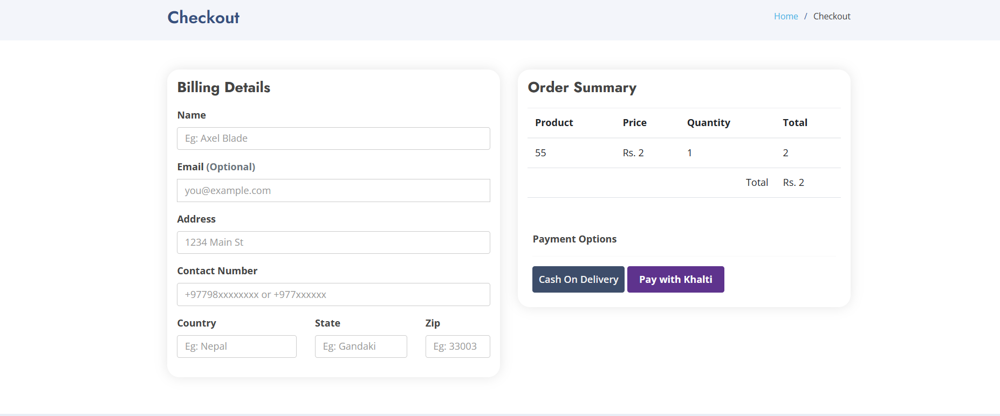 Checkout
Home / Checkout
Billing Details
Name
Eg: Axel Blade
Email (Optional)
you@example.com
Address
1234 Main St
Contact Number
+97798xxxxxxxx or +977xxxxxx
Country State Zip
Eg: Nepal Eg: Gandaki Eg: 33003
Order Summary
Product Price Quantity Total
55 Rs. 2 1 2
Total Rs. 2
Payment Options
Cash On Delivery Pay with Khalti